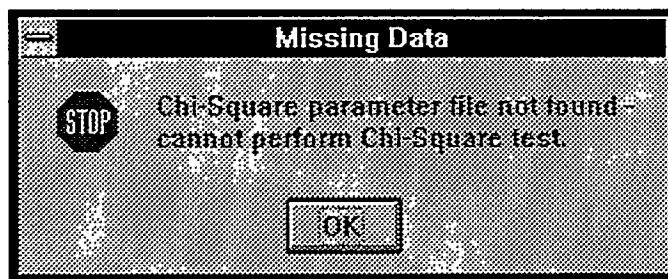 Missing Data
STOP
Chi-Square parameter file not found -
cannot perform Chi-Square test.
OK